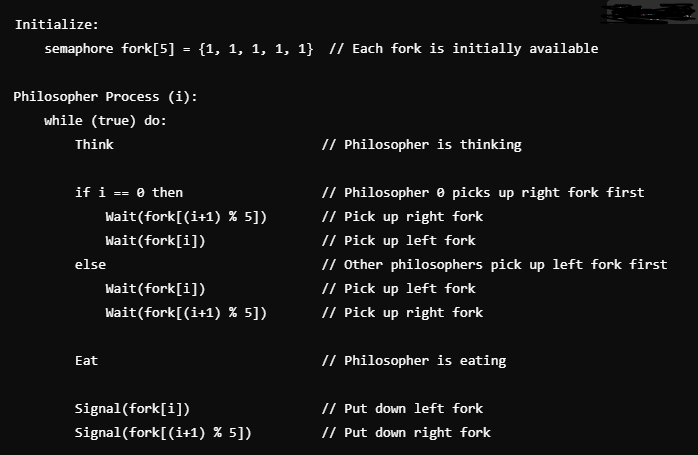 Initialize:
semaphore fork[5] = {1, 1, 1, 1, 1} // Each fork is initially available
Philosopher Process (i):
while (true) do:
Think // Philosopher is thinking
if i == 0 then // Philosopher 0 picks up right fork first
Wait(fork[(i+1) % 5]) // Pick up right fork
Wait(fork[i]) // Pick up left fork
else // Other philosophers pick up left fork first
Wait(fork[i]) // Pick up left fork
Wait(fork[(i+1) % 5]) // Pick up right fork
Eat // Philosopher is eating
Signal(fork[i]) // Put down left fork
Signal(fork[(i+1) % 5]) // Put down right fork